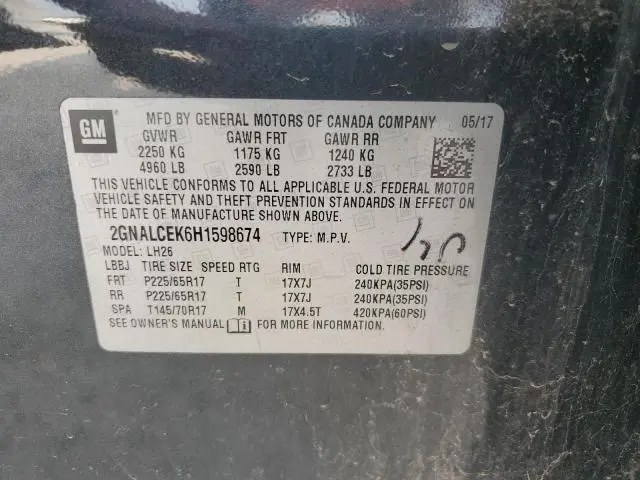 GM
MFD BY GENERAL MOTORS OF CANADA COMPANY 05/17
GVWR GAWR FRT GAWR RR
2250 KG 1175 KG 1240 KG
4960 LB 2590 LB 2733 LB
THIS VEHICLE CONFORMS TO ALL APPLICABLE U.S. FEDERAL MOTOR
VEHICLE SAFETY AND THEFT PREVENTION STANDARDS IN EFFECT ON
THE DATE OF MANUFACTURE SHOWN ABOVE.
2GNALCEK6H1598674 TYPE: M.P.V.
MODEL: LH26
LBBJ TIRE SIZE SPEED RTG RIM COLD TIRE PRESSURE
FRT P225/65R17 T 17X7J 240KPA(35PSI)
RR P225/65R17 T 17X7J 240KPA(35PSI)
SPA T145/70R17 M 17X4.5T 420KPA(60PSI)
SEE OWNER'S MANUAL FOR MORE INFORMATION.